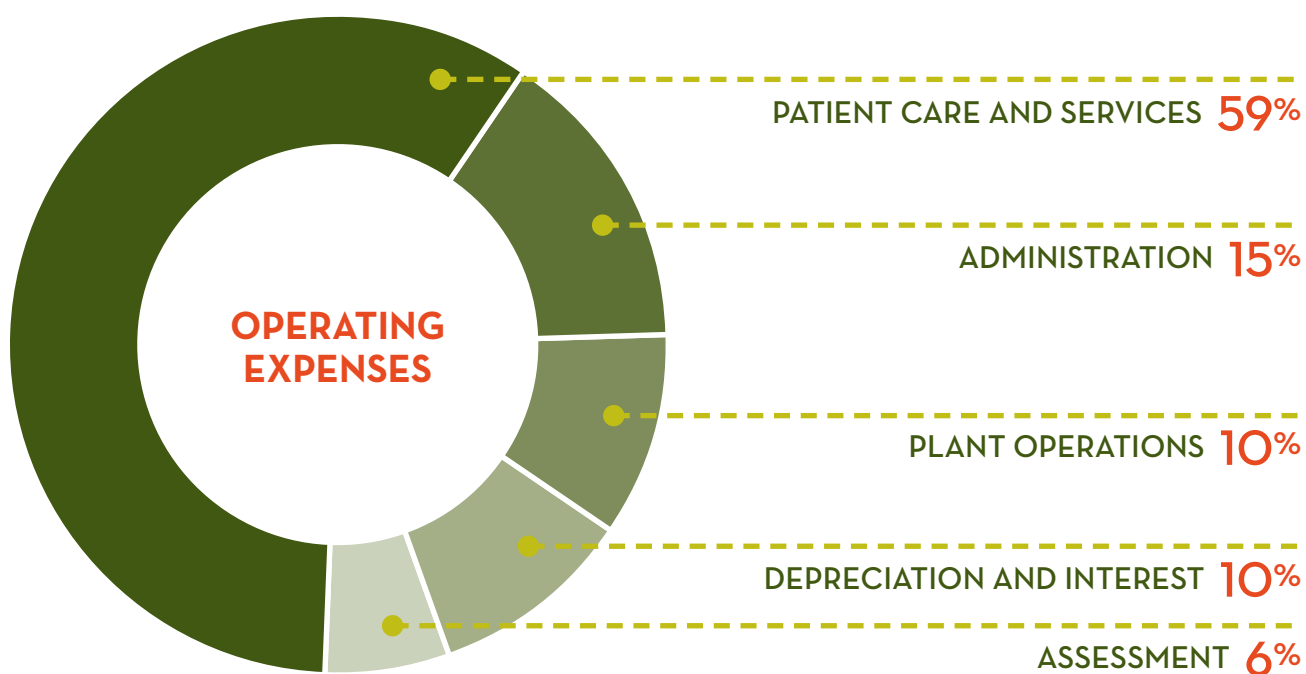 OPERATING
EXPENSES
PATIENT CARE AND SERVICES 59%
ADMINISTRATION 15%
PLANT OPERATIONS 10%
DEPRECIATION AND INTEREST 10%
ASSESSMENT 6%